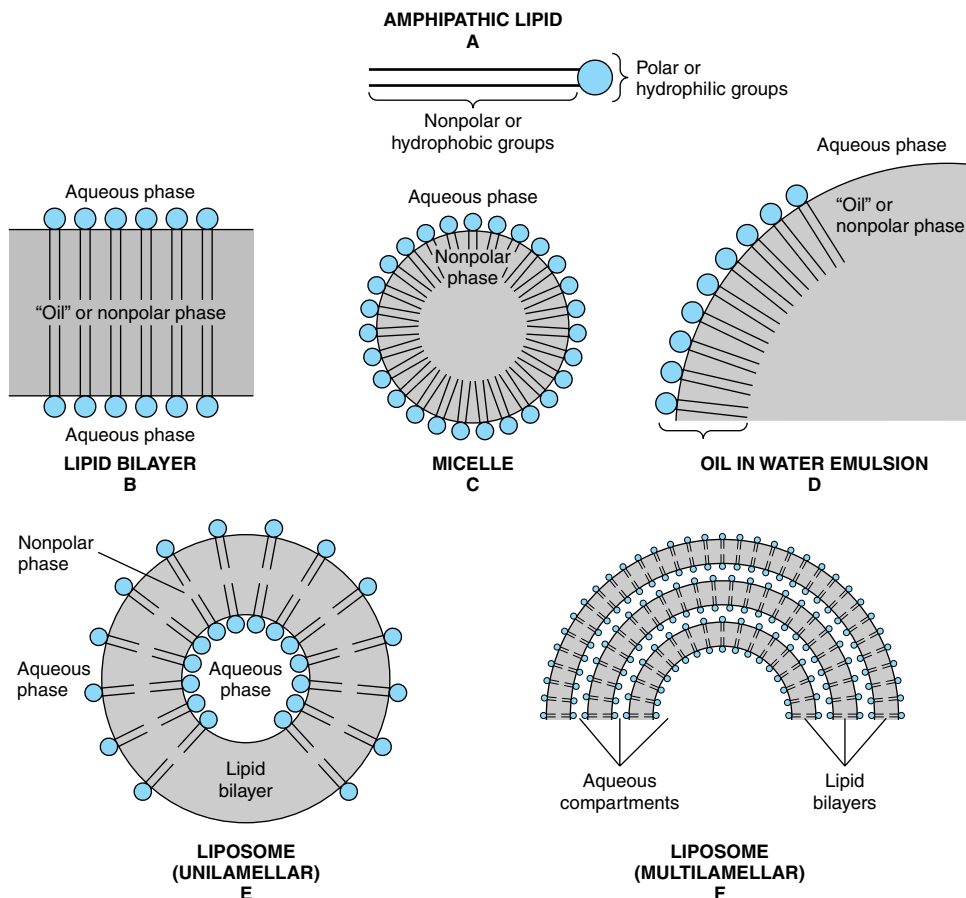 AMPHIPATHIC LIPID
A
Polar or
hydrophilic groups
Nonpolar or
hydrophobic groups
Aqueous phase
"Oil" or nonpolar phase
Aqueous phase
LIPID BILAYER
B
Aqueous phase
Nonpolar
phase
MICELLE
C
Aqueous phase
"Oil" or
nonpolar phase
OIL IN WATER EMULSION
D
Nonpolar
phase
Aqueous
phase
Aqueous
phase
Lipid
bilayer
LIPOSOME
(UNILAMELLAR)
E
Aqueous
compartments
Lipid
bilayers
LIPOSOME
(MULTILAMELLAR)
F